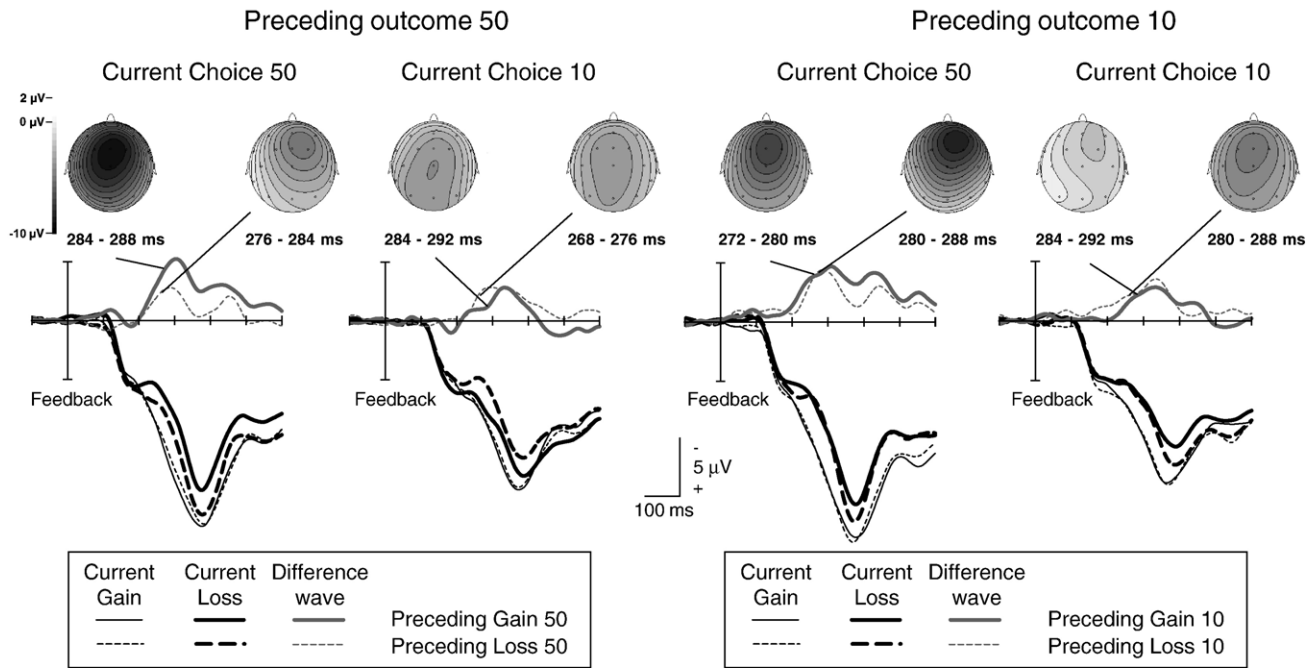 Preceding outcome 50
Preceding outcome 10
Current Choice 50
Current Choice 10
Current Choice 50
Current Choice 10
2 µV
0 µV
-10 µV
284 - 288 ms
276 - 284 ms
284 - 292 ms
268 - 276 ms
272 - 280 ms
280 - 288 ms
284 - 292 ms
280 - 288 ms
Feedback
Feedback
Feedback
Feedback
-
5 µV
+
100 ms
Current Gain
Current Loss
Difference wave
Preceding Gain 50
Preceding Loss 50
Current Gain
Current Loss
Difference wave
Preceding Gain 10
Preceding Loss 10